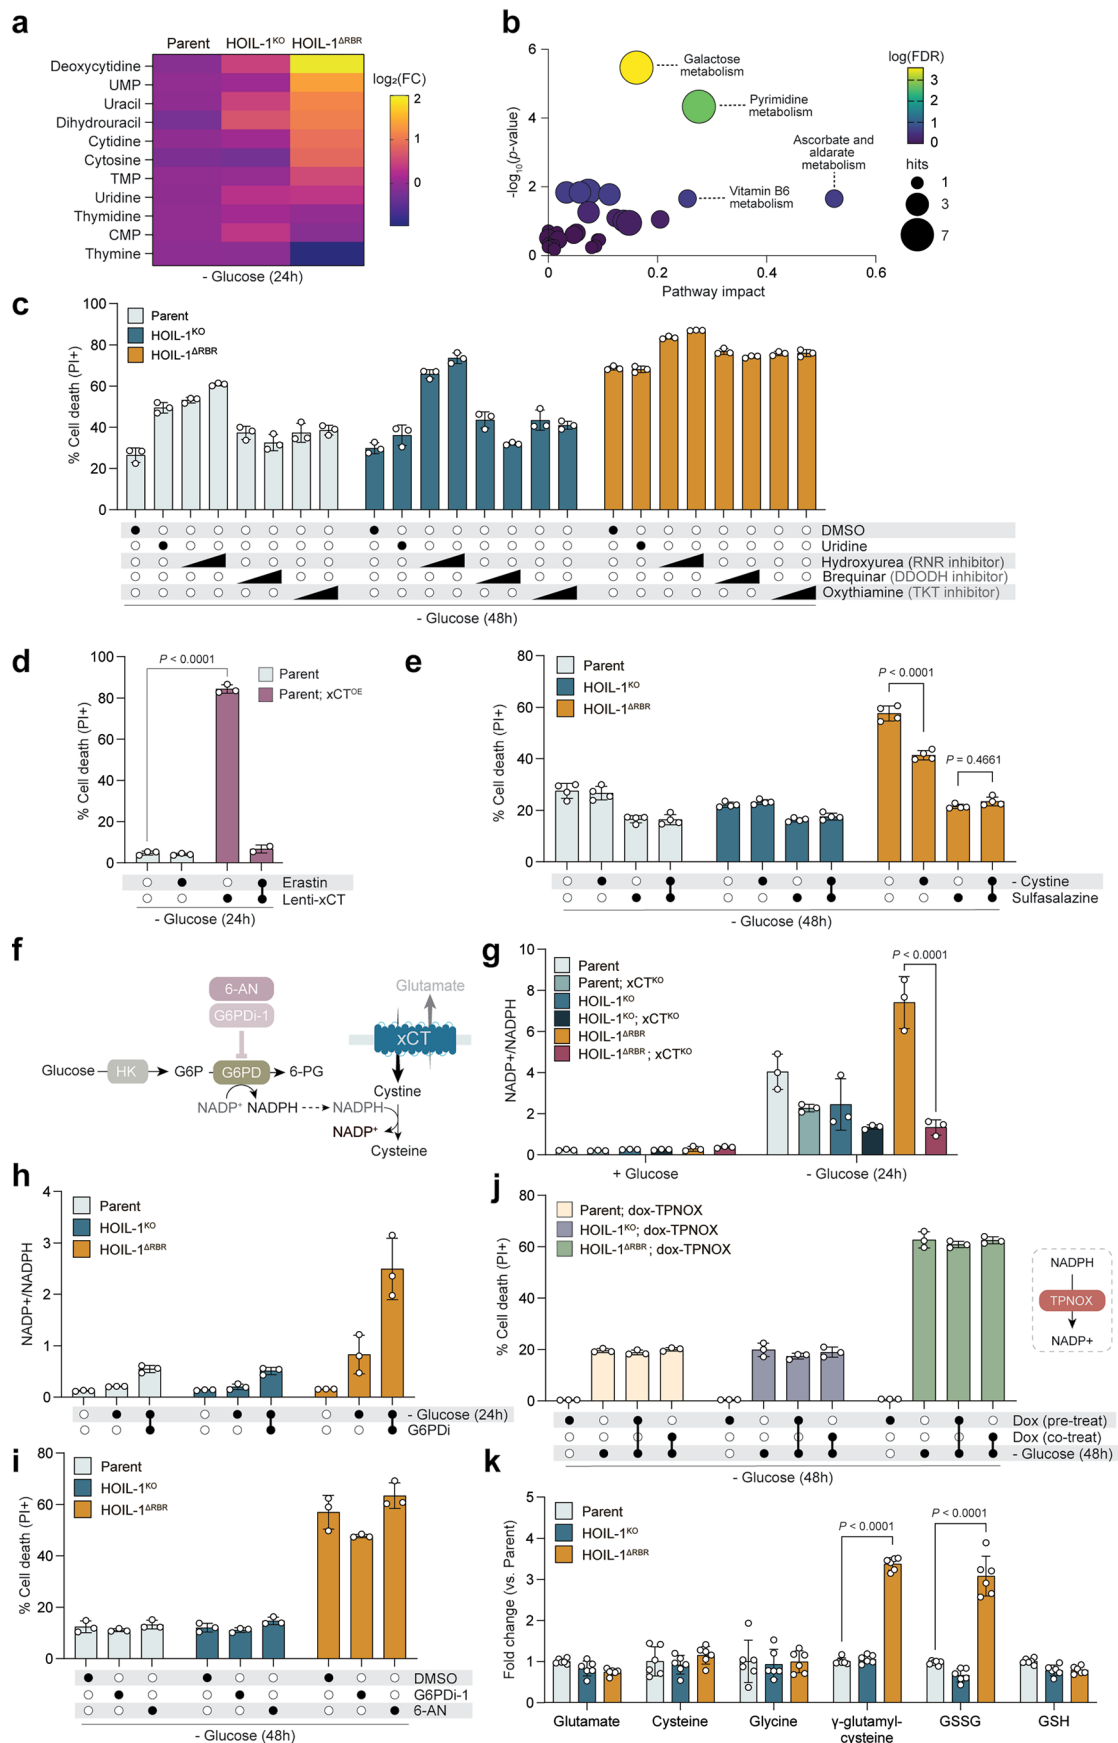 a
Parent
HOIL-1KO
HOIL-1ΔRBR
Deoxycytidine
UMP
Uracil
Dihydrouracil
Cytidine
Cytosine
TMP
Uridine
Thymidine
CMP
Thymine
- Glucose (24h)
log₂(FC)
2
1
0
b
6
4
2
0
-log₁₀(p-value)
0
0.2
0.4
0.6
Pathway impact
Galactose
metabolism
Pyrimidine
metabolism
Ascorbate and
aldarate
metabolism
Vitamin B6
metabolism
log(FDR)
3
2
1
0
hits
1
3
7
c
100
80
60
40
20
0
% Cell death (PI+)
Parent
HOIL-1KO
HOIL-1ΔRBR
DMSO
Uridine
Hydroxyurea (RNR inhibitor)
Brequinar (DDODH inhibitor)
Oxythiamine (TKT inhibitor)
- Glucose (48h)
d
100
80
60
40
20
0
% Cell death (PI+)
P < 0.0001
Parent
Parent; xCTOE
Erastin
Lenti-xCT
- Glucose (24h)
e
80
60
40
20
0
% Cell death (PI+)
Parent
HOIL-1KO
HOIL-1ΔRBR
P < 0.0001
P = 0.4661
- Cystine
Sulfasalazine
- Glucose (48h)
f
6-AN
G6PDi-1
Glucose
HK
G6P
G6PD
6-PG
NADP⁺ NADPH
NADPH
NADP⁺
Glutamate
xCT
Cystine
Cysteine
g
10
8
6
4
2
0
NADP+/NADPH
Parent
Parent; xCTKO
HOIL-1KO
HOIL-1KO; xCTKO
HOIL-1ΔRBR
HOIL-1ΔRBR; xCTKO
P < 0.0001
+ Glucose
- Glucose (24h)
h
4
3
2
1
0
NADP+/NADPH
Parent
HOIL-1KO
HOIL-1ΔRBR
- Glucose (24h)
G6PDi
j
80
60
40
20
0
% Cell death (PI+)
Parent; dox-TPNOX
HOIL-1KO; dox-TPNOX
HOIL-1ΔRBR; dox-TPNOX
Dox (pre-treat)
Dox (co-treat)
- Glucose (48h)
- Glucose (48h)
NADPH
TPNOX
NADP+
i
80
60
40
20
0
% Cell death (PI+)
Parent
HOIL-1KO
HOIL-1ΔRBR
DMSO
G6PDi-1
6-AN
- Glucose (48h)
k
5
4
3
2
1
0
Fold change (vs. Parent)
Parent
HOIL-1KO
HOIL-1ΔRBR
P < 0.0001
P < 0.0001
Glutamate
Cysteine
Glycine
γ-glutamyl-
cysteine
GSSG
GSH